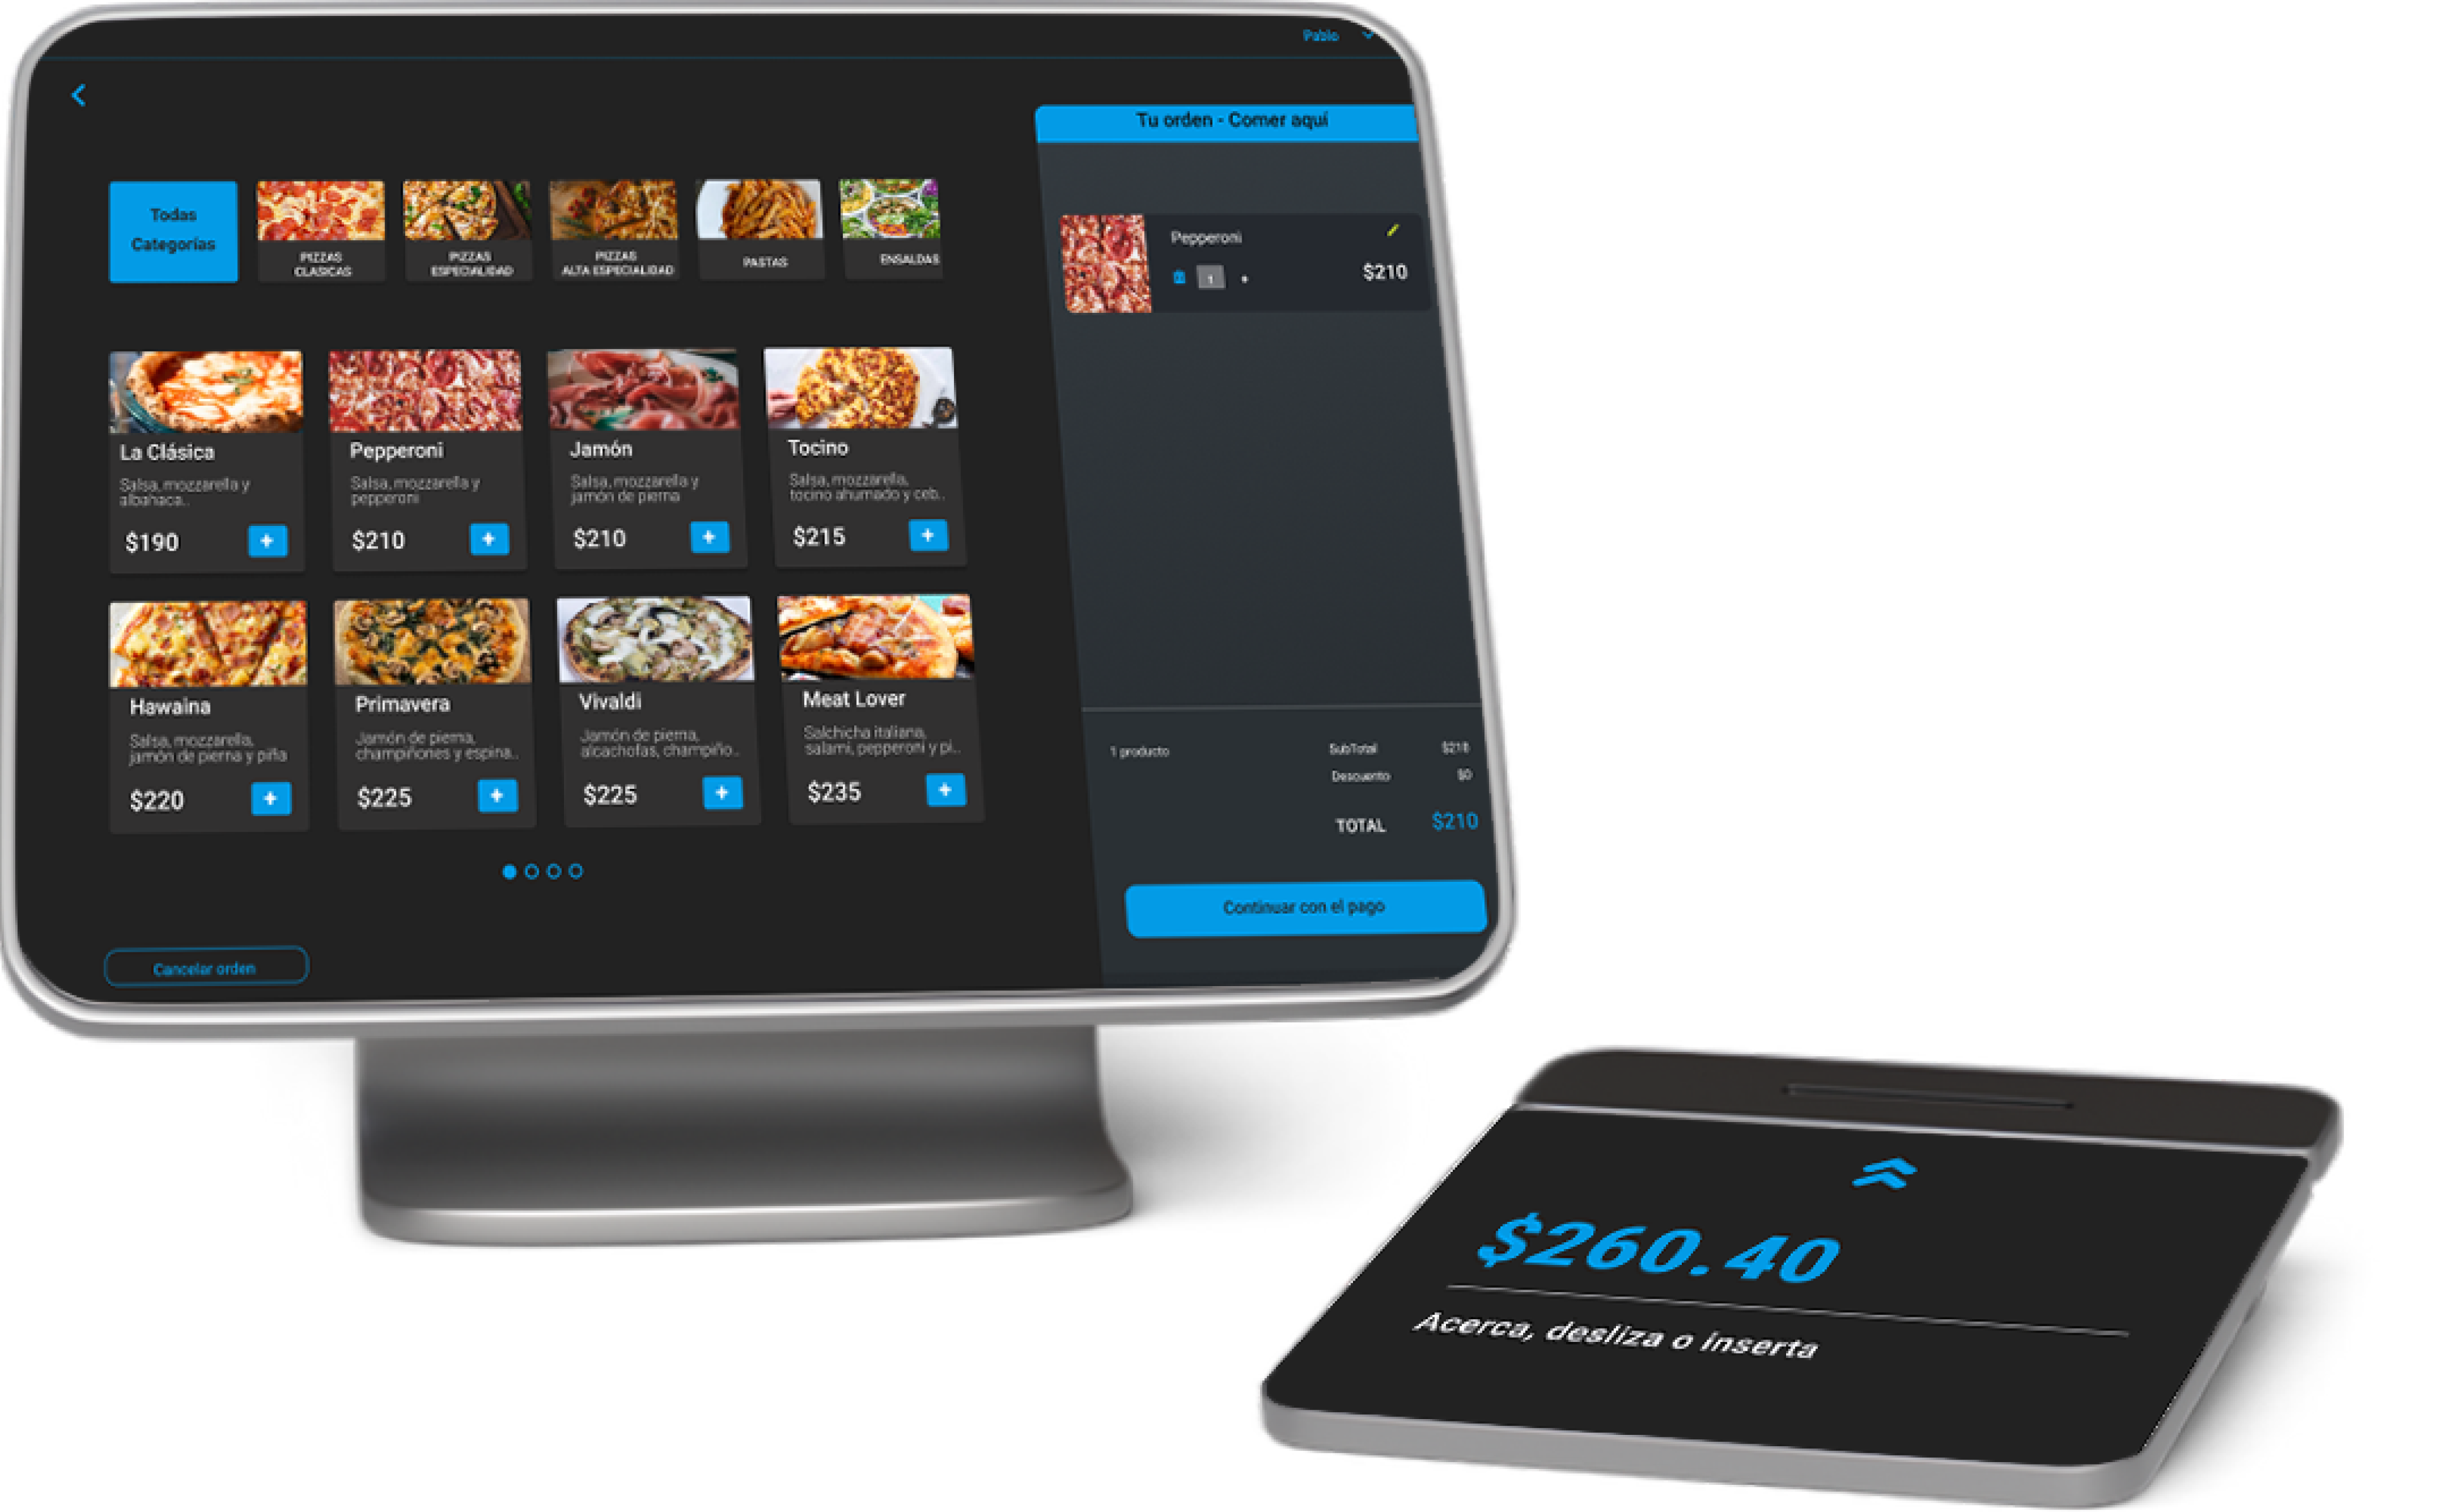 Pablo
Tu orden - Comer aquí
Todas
Categorías
PIZZAS
CLASICAS
PIZZAS
ESPECIALIDAD
PIZZAS
ALTA ESPECIALIDAD
PASTAS
ENSALDAS
Pepperoni
1
$210
La Clásica
Salsa, mozzarella y
albahaca..
$190
+
Pepperoni
Salsa, mozzarella y
pepperoni
$210
+
Jamón
Salsa, mozzarella y
jamón de pierna
$210
+
Tocino
Salsa, mozzarella,
tocino ahumado y ceb..
$215
+
Hawaina
Salsa, mozzarella,
jamón de pierna y piña
$220
+
Primavera
Jamón de pierna,
champiñones y espina..
$225
+
Vivaldi
Jamón de pierna,
alcachofas, champiño..
$225
+
Meat Lover
Salchicha italiana,
salami, pepperoni y pi..
$235
+
1 producto
SubTotal
Descuento $0
TOTAL $210
Continuar con el pago
Cancelar orden
$260.40
Acerca, desliza o inserta